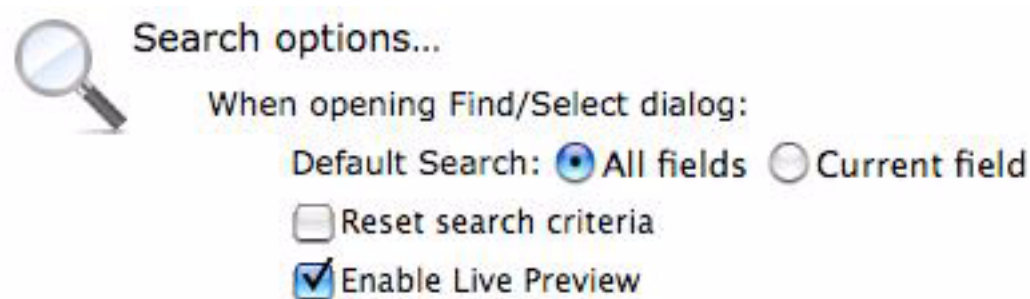 Search options...
When opening Find/Select dialog:
Default Search: All fields Current field
Reset search criteria
Enable Live Preview